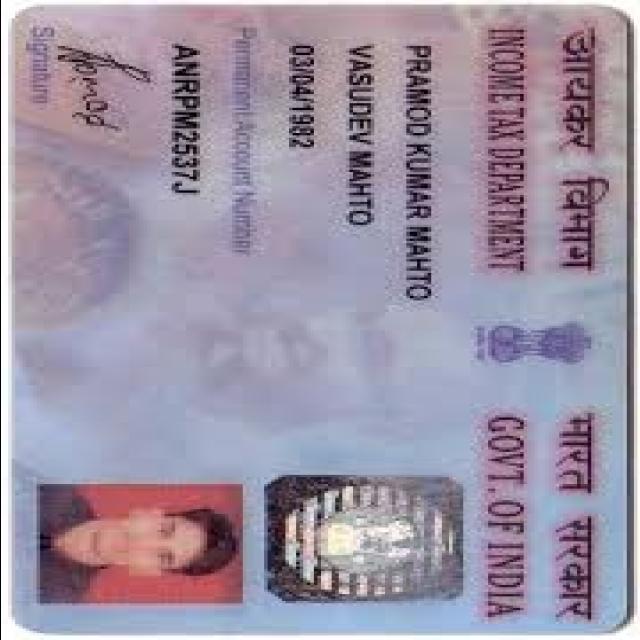 आयकर विभाग
INCOME TAX DEPARTMENT
भारत सरकार
GOVT. OF INDIA
PRAMOD KUMAR MAHTO
VASUDEV MAHTO
03/04/1982
Permanent Account Number
ANRPM2537J
Signature